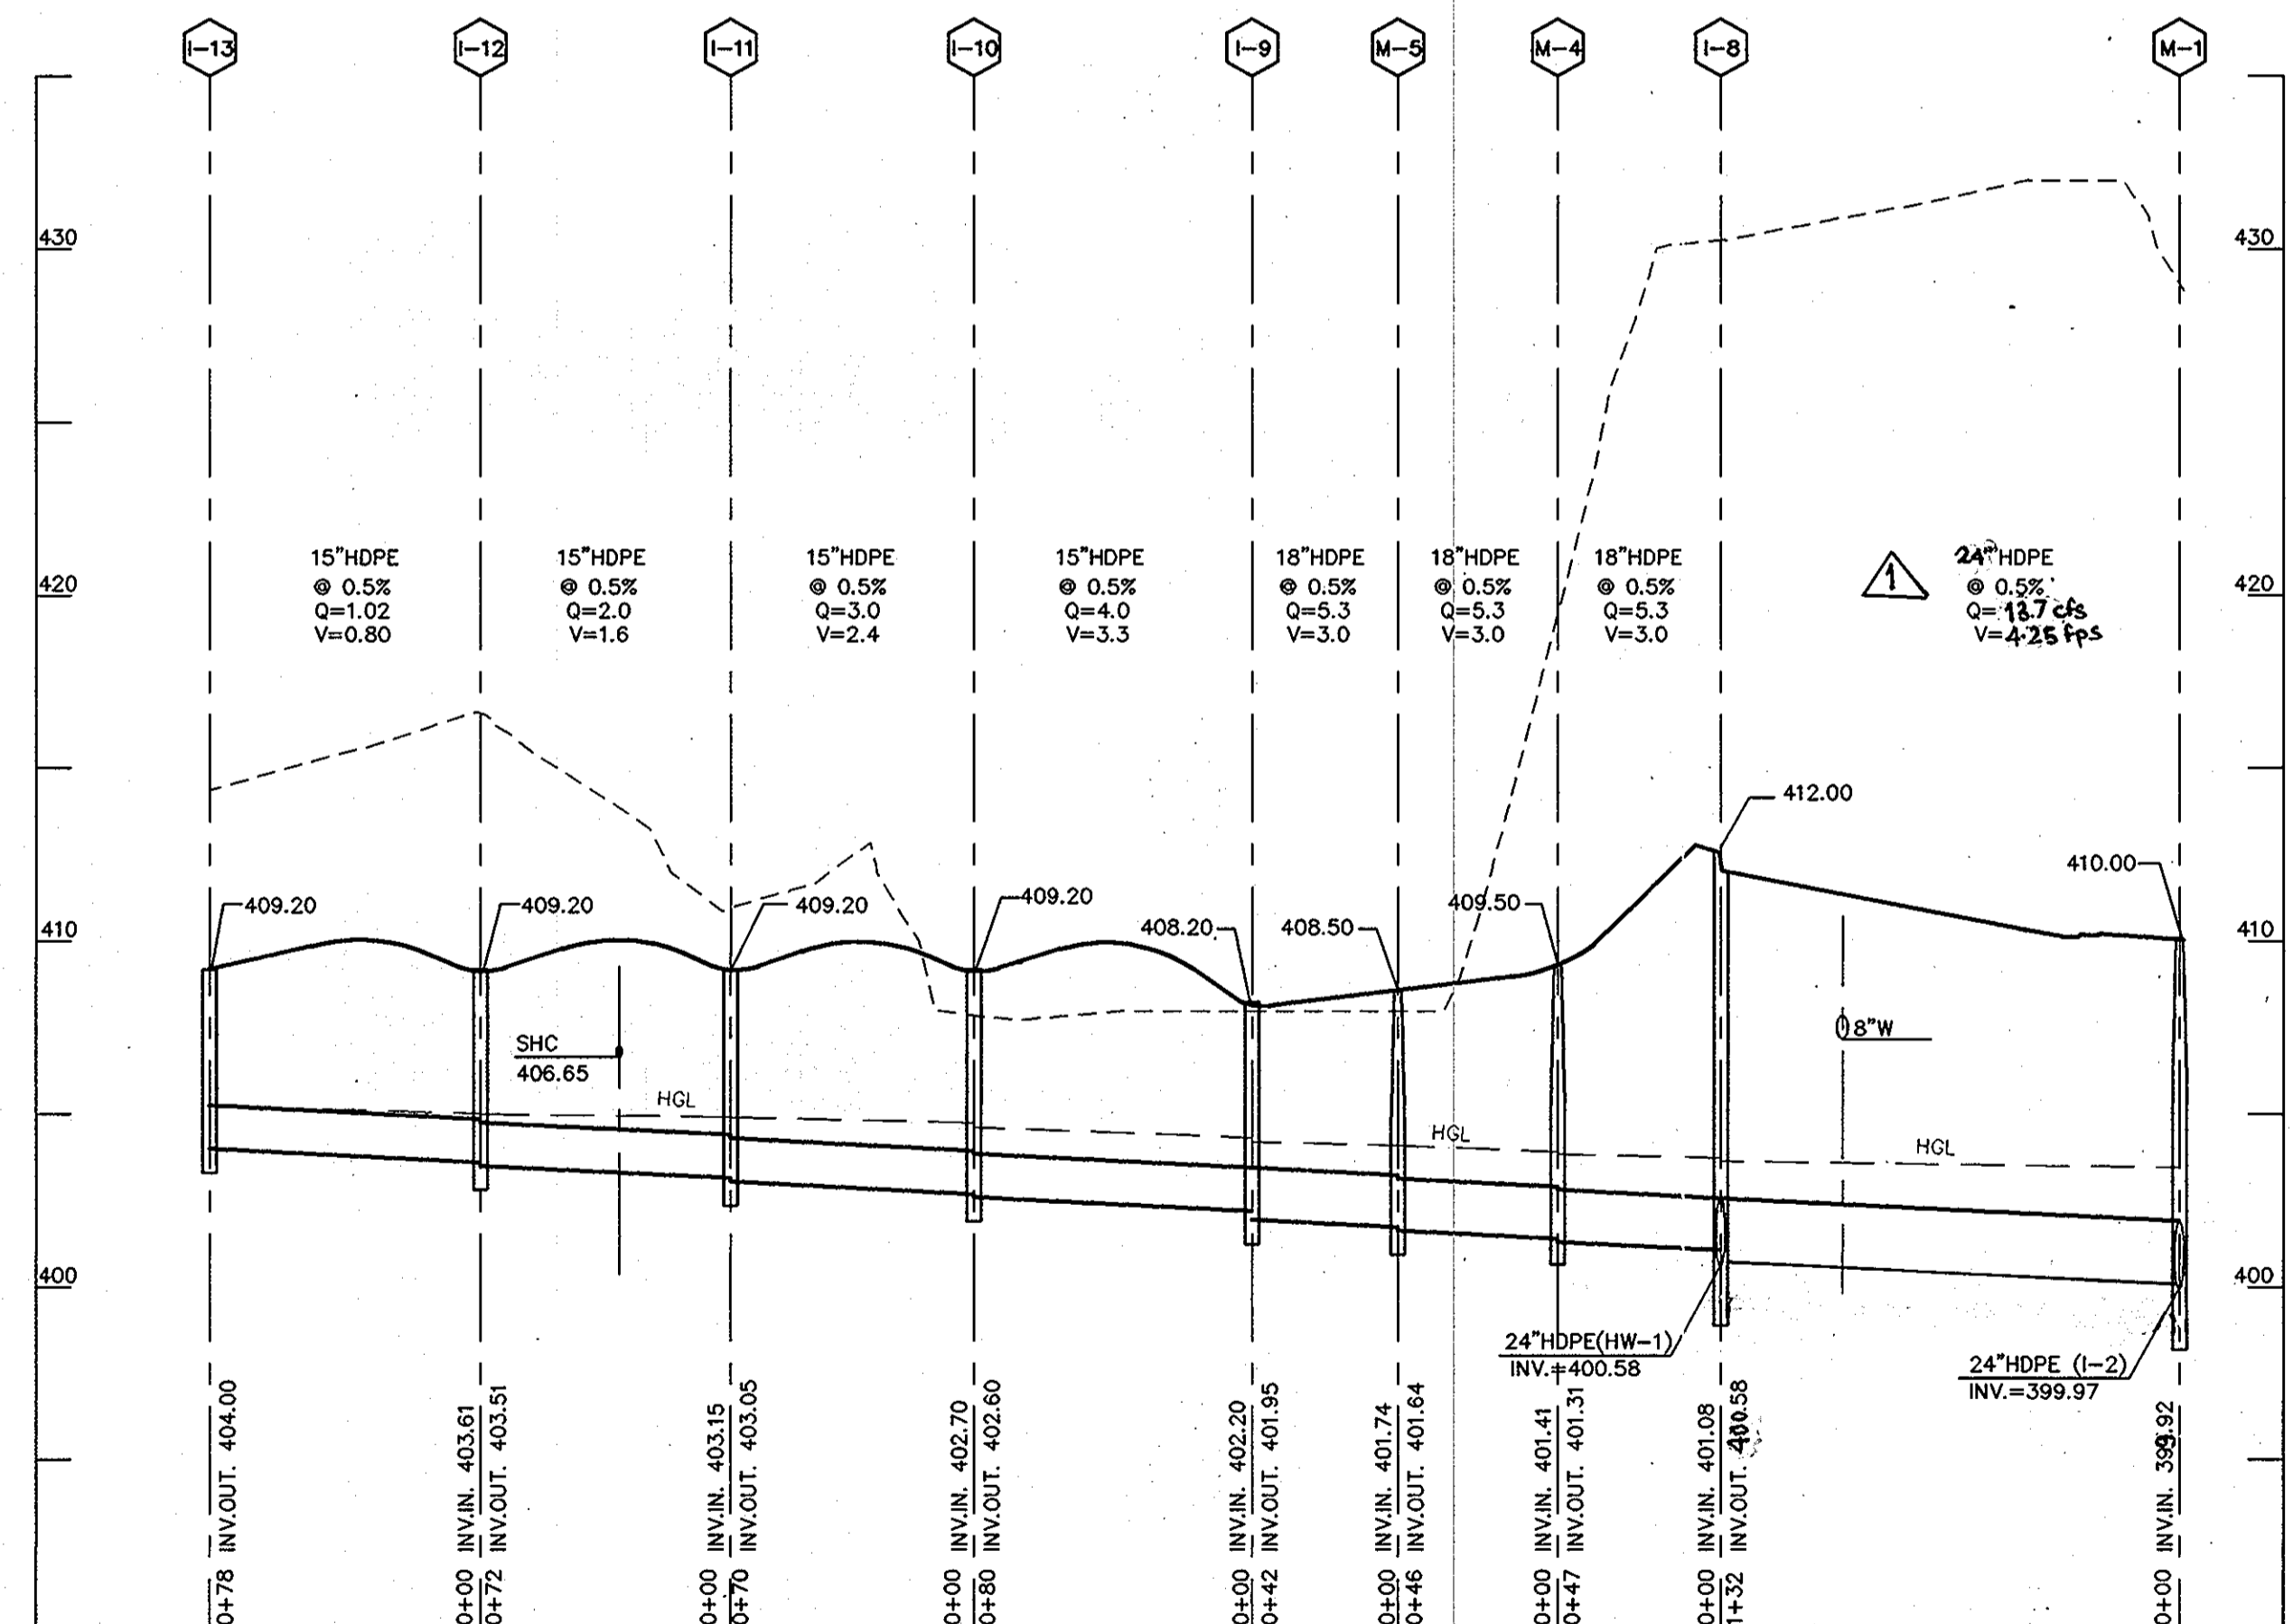 I-13
I-12
I-11
I-10
I-9
M-5
M-4
I-8
M-1
430
430
15"HDPE
@ 0.5%
Q=1.02
V=0.80
15"HDPE
@ 0.5%
Q=2.0
V=1.6
15"HDPE
@ 0.5%
Q=3.0
V=2.4
15"HDPE
@ 0.5%
Q=4.0
V=3.3
18"HDPE
@ 0.5%
Q=5.3
V=3.0
18"HDPE
@ 0.5%
Q=5.3
V=3.0
18"HDPE
@ 0.5%
Q=5.3
V=3.0
1
24"HDPE
@ 0.5%
Q=13.7 cfs
V=4.25 fps
420
420
412.00
410.00
409.20
409.20
409.20
409.20
408.20
408.50
409.50
410
410
SHC
406.65
8"W
HGL
HGL
HGL
400
400
24"HDPE(HW-1)
INV.=400.58
24"HDPE (I-2)
INV.=399.97
INV.OUT. 404.00
INV.IN. 403.61
INV.OUT. 403.51
INV.IN. 403.15
INV.OUT. 403.05
INV.IN. 402.70
INV.OUT. 402.60
INV.IN. 402.20
INV.OUT. 401.95
INV.IN. 401.74
INV.OUT. 401.64
INV.IN. 401.41
INV.OUT. 401.31
INV.IN. 401.08
INV.OUT. 400.58
INV.IN. 399.92
0+78
0+00
0+72
0+00
0+70
0+00
0+80
0+00
0+42
0+00
0+46
0+00
0+47
0+00
1+32
0+00